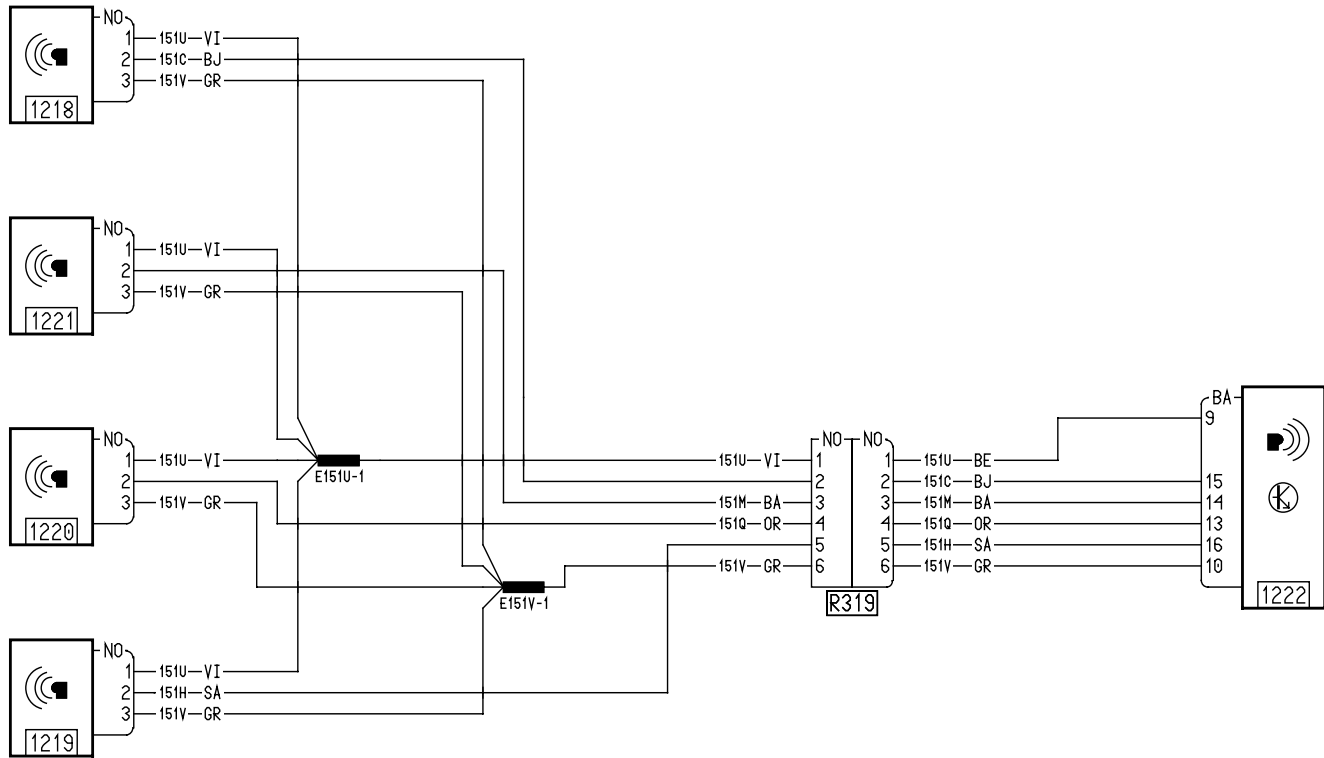 NO
1 151U VI
2 151C BJ
3 151V GR
1218
NO
1 151U VI
2
3 151V GR
1221
NO
1 151U VI
2
3 151V GR
1220
NO
1 151U VI
2 151H SA
3 151V GR
1219
E151U-1
E151V-1
NO NO
151U VI 1 1 151U BE
2 2 151C BJ
151M BA 3 3 151M BA
151Q OR 4 4 151Q OR
5 5 151H SA
151V GR 6 6 151V GR
R319
BA
9
15
14
13
16
10
1222